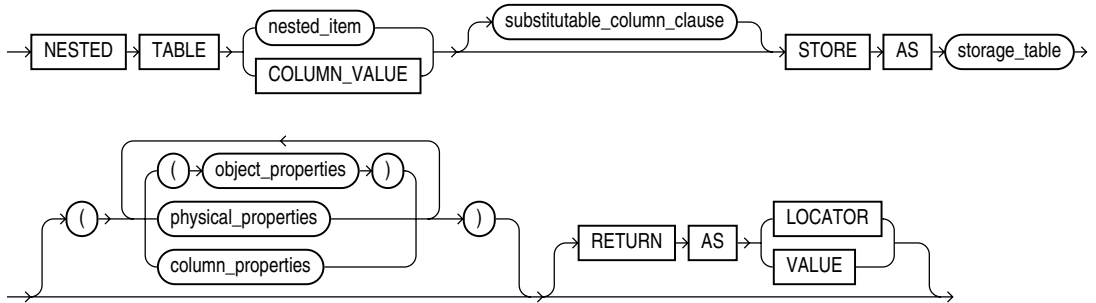 NESTED TABLE nested_item COLUMN_VALUE substitutable_column_clause STORE AS storage_table
( ( object_properties ) physical_properties column_properties ) RETURN AS LOCATOR VALUE